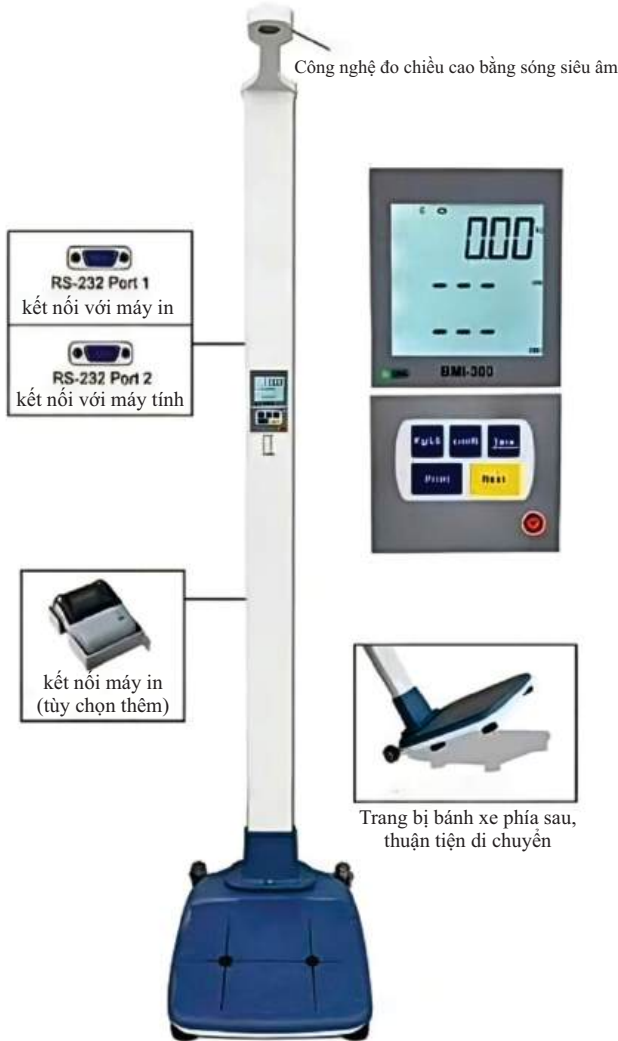 Công nghệ đo chiều cao bằng sóng siêu âm
RS-232 Port 1
kết nối với máy in
RS-232 Port 2
kết nối với máy tính
0.00
kg
BMI-300
Print
kết nối máy in
(tùy chọn thêm)
Trang bị bánh xe phía sau,
thuận tiện di chuyển